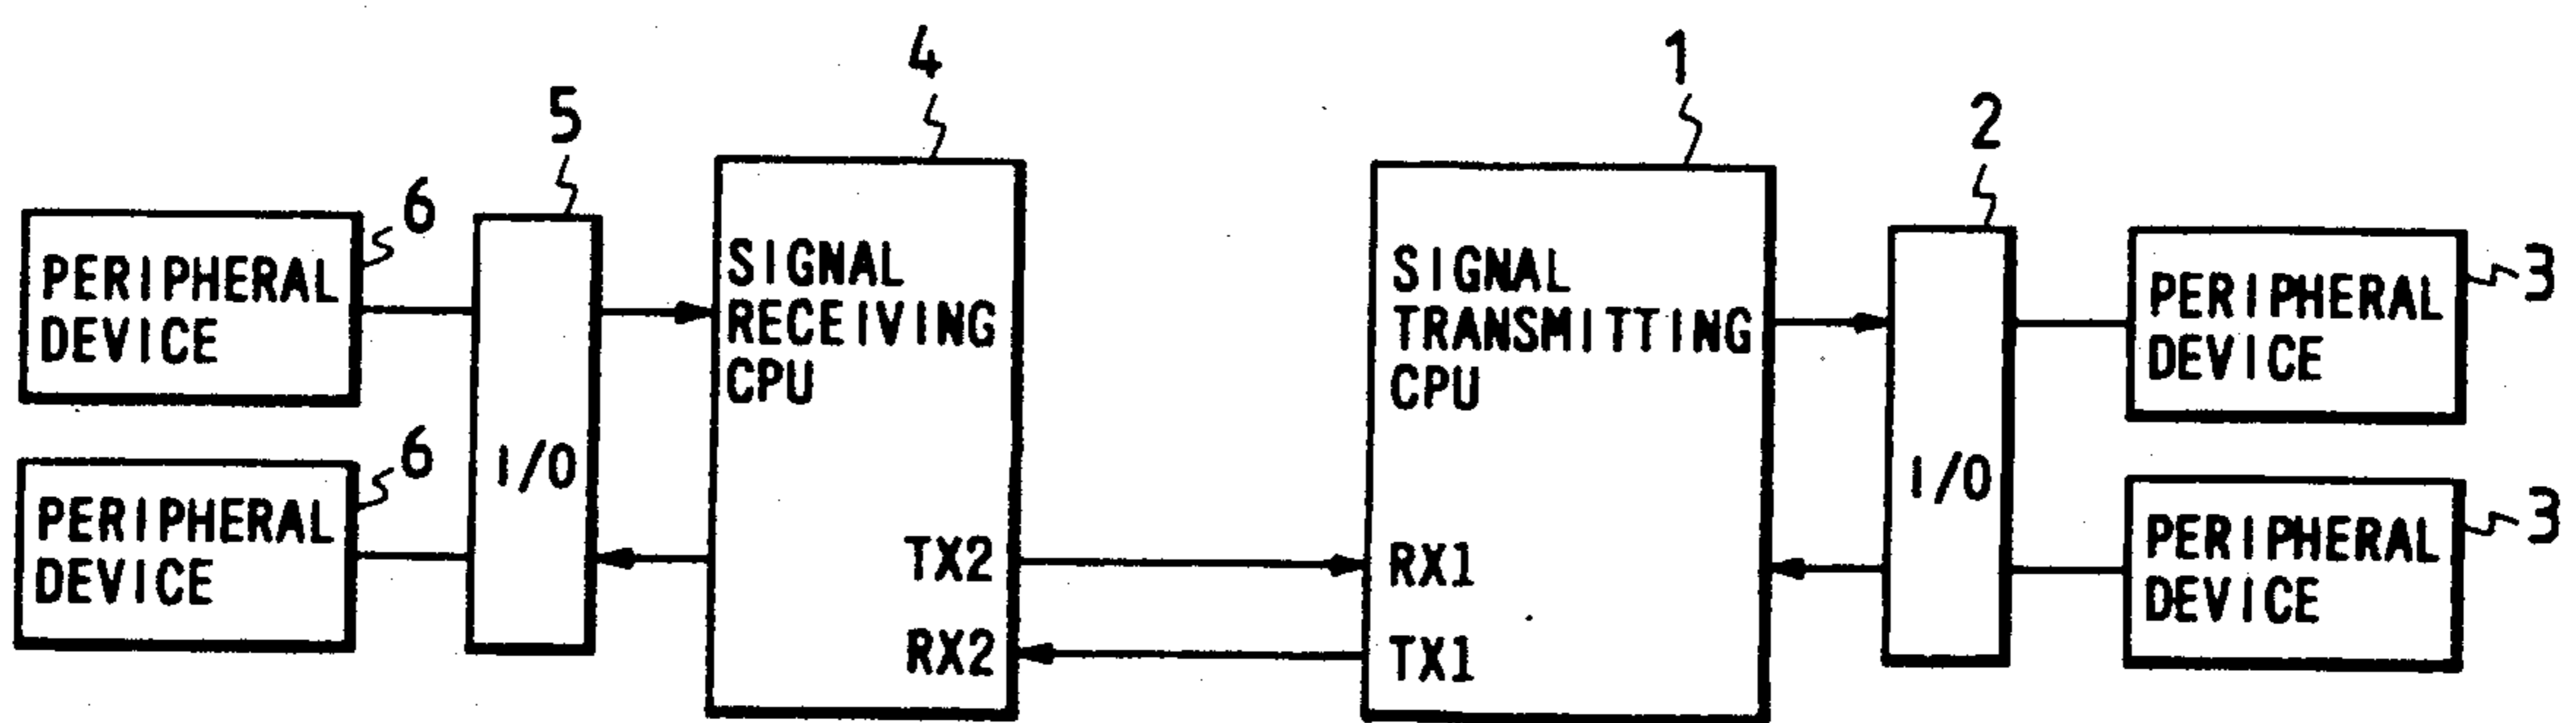 4
1
5
2
6
PERIPHERAL
DEVICE
SIGNAL
RECEIVING
CPU
SIGNAL
TRANSMITTING
CPU
PERIPHERAL
DEVICE
3
6
PERIPHERAL
DEVICE
I/O
TX2
RX2
RX1
TX1
I/O
PERIPHERAL
DEVICE
3